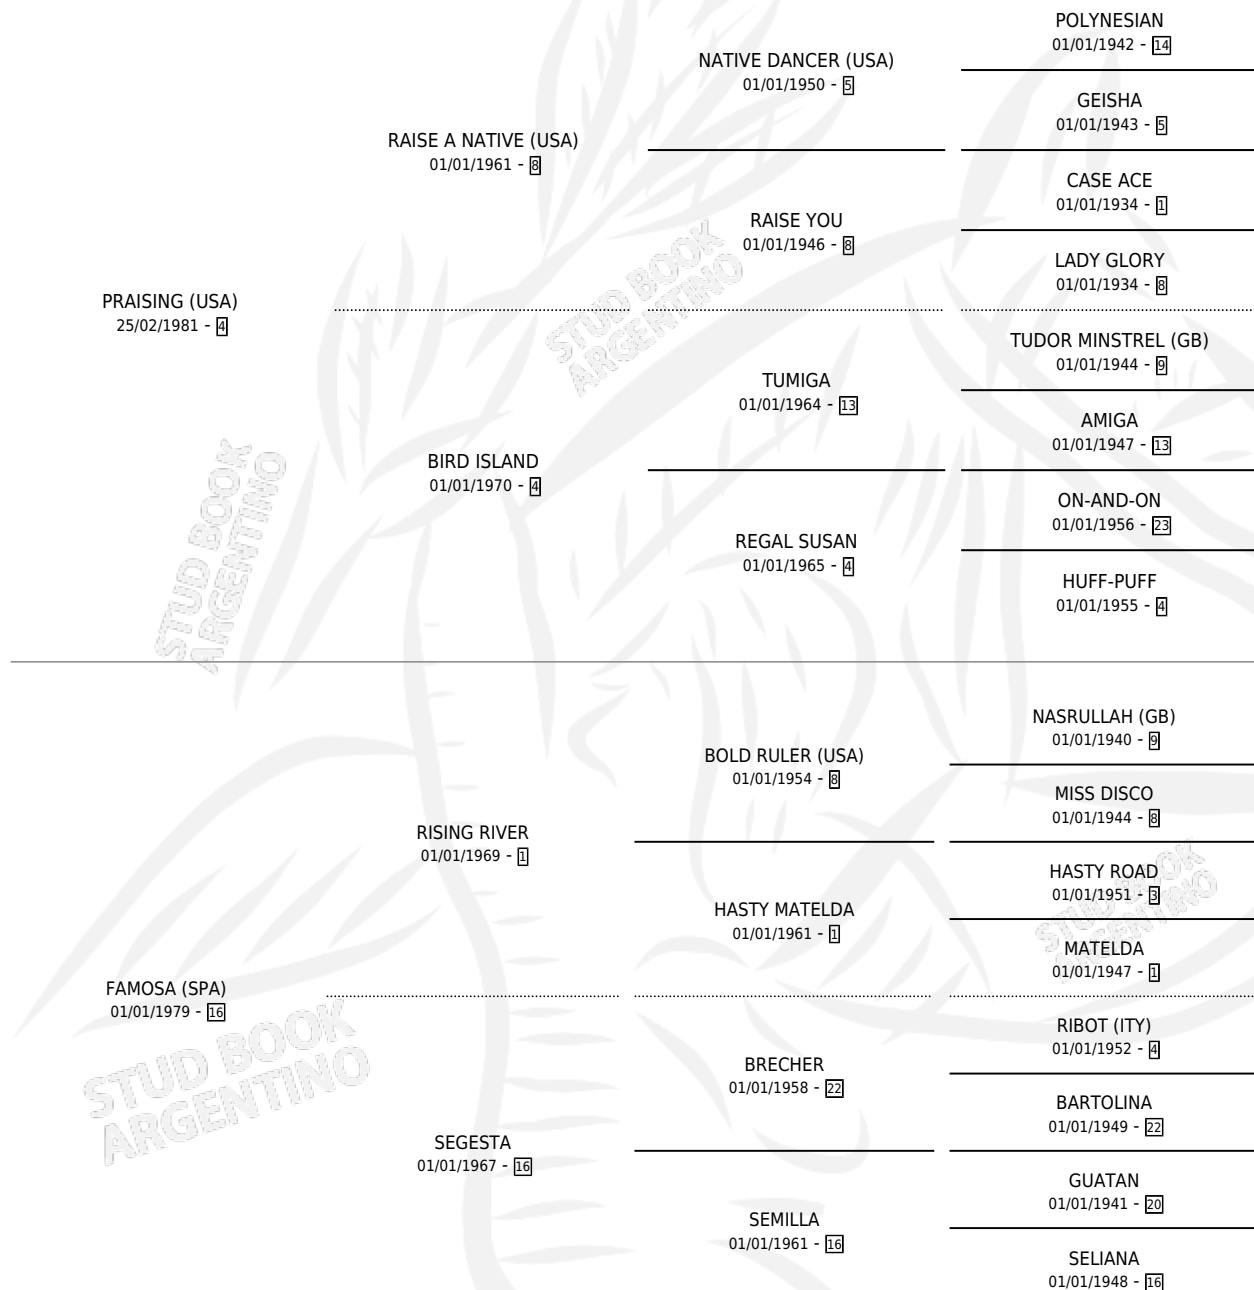 POLYNESIAN
01/01/1942 - 14
NATIVE DANCER (USA)
01/01/1950 - 5
GEISHA
01/01/1943 - 5
RAISE A NATIVE (USA)
01/01/1961 - 8
CASE ACE
01/01/1934 - 1
RAISE YOU
01/01/1946 - 8
LADY GLORY
01/01/1934 - 8
PRAISING (USA)
25/02/1981 - 4
TUDOR MINSTREL (GB)
01/01/1944 - 9
TUMIGA
01/01/1964 - 13
AMIGA
01/01/1947 - 13
BIRD ISLAND
01/01/1970 - 4
ON-AND-ON
01/01/1956 - 23
REGAL SUSAN
01/01/1965 - 4
HUFF-PUFF
01/01/1955 - 4
NASRULLAH (GB)
01/01/1940 - 9
BOLD RULER (USA)
01/01/1954 - 8
MISS DISCO
01/01/1944 - 8
RISING RIVER
01/01/1969 - 1
HASTY ROAD
01/01/1951 - 3
HASTY MATELDA
01/01/1961 - 1
MATELDA
01/01/1947 - 1
FAMOSA (SPA)
01/01/1979 - 16
RIBOT (ITY)
01/01/1952 - 4
BRECHER
01/01/1958 - 22
BARTOLINA
01/01/1949 - 22
SEGESTA
01/01/1967 - 16
GUATAN
01/01/1941 - 20
SEMILLA
01/01/1961 - 16
SELIANA
01/01/1948 - 16
STUD BOOK
ARGENTINO
STUD BOOK
ARGENTINO
STUD BOOK
ARGENTINO
STUD BOOK
ARGENTINO